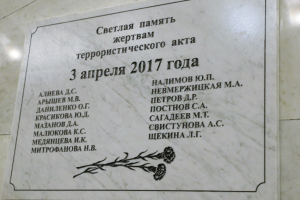 Светлая память
жертвам
террористического акта
3 апреля 2017 года
АЛИЕВА Д.С.
АРЫШЕВ М.В.
ДАНИЛЕНКО О.Г.
КРАСИКОВА Ю.Д.
МАЗАНОВ Д.А.
МАЛЮКОВА К.С.
МЕДЯНЦЕВА И.К.
МИТРОФАНОВА Н.В.
НАЛИМОВ Ю.П.
НЕВМЕРЖИЦКАЯ М.А.
ПЕТРОВ Д.Р.
ПОСТНОВ С.А.
САГАДЕЕВ М.Т.
СВИСТУНОВА А.С.
ЩЕКИНА Л.Г.